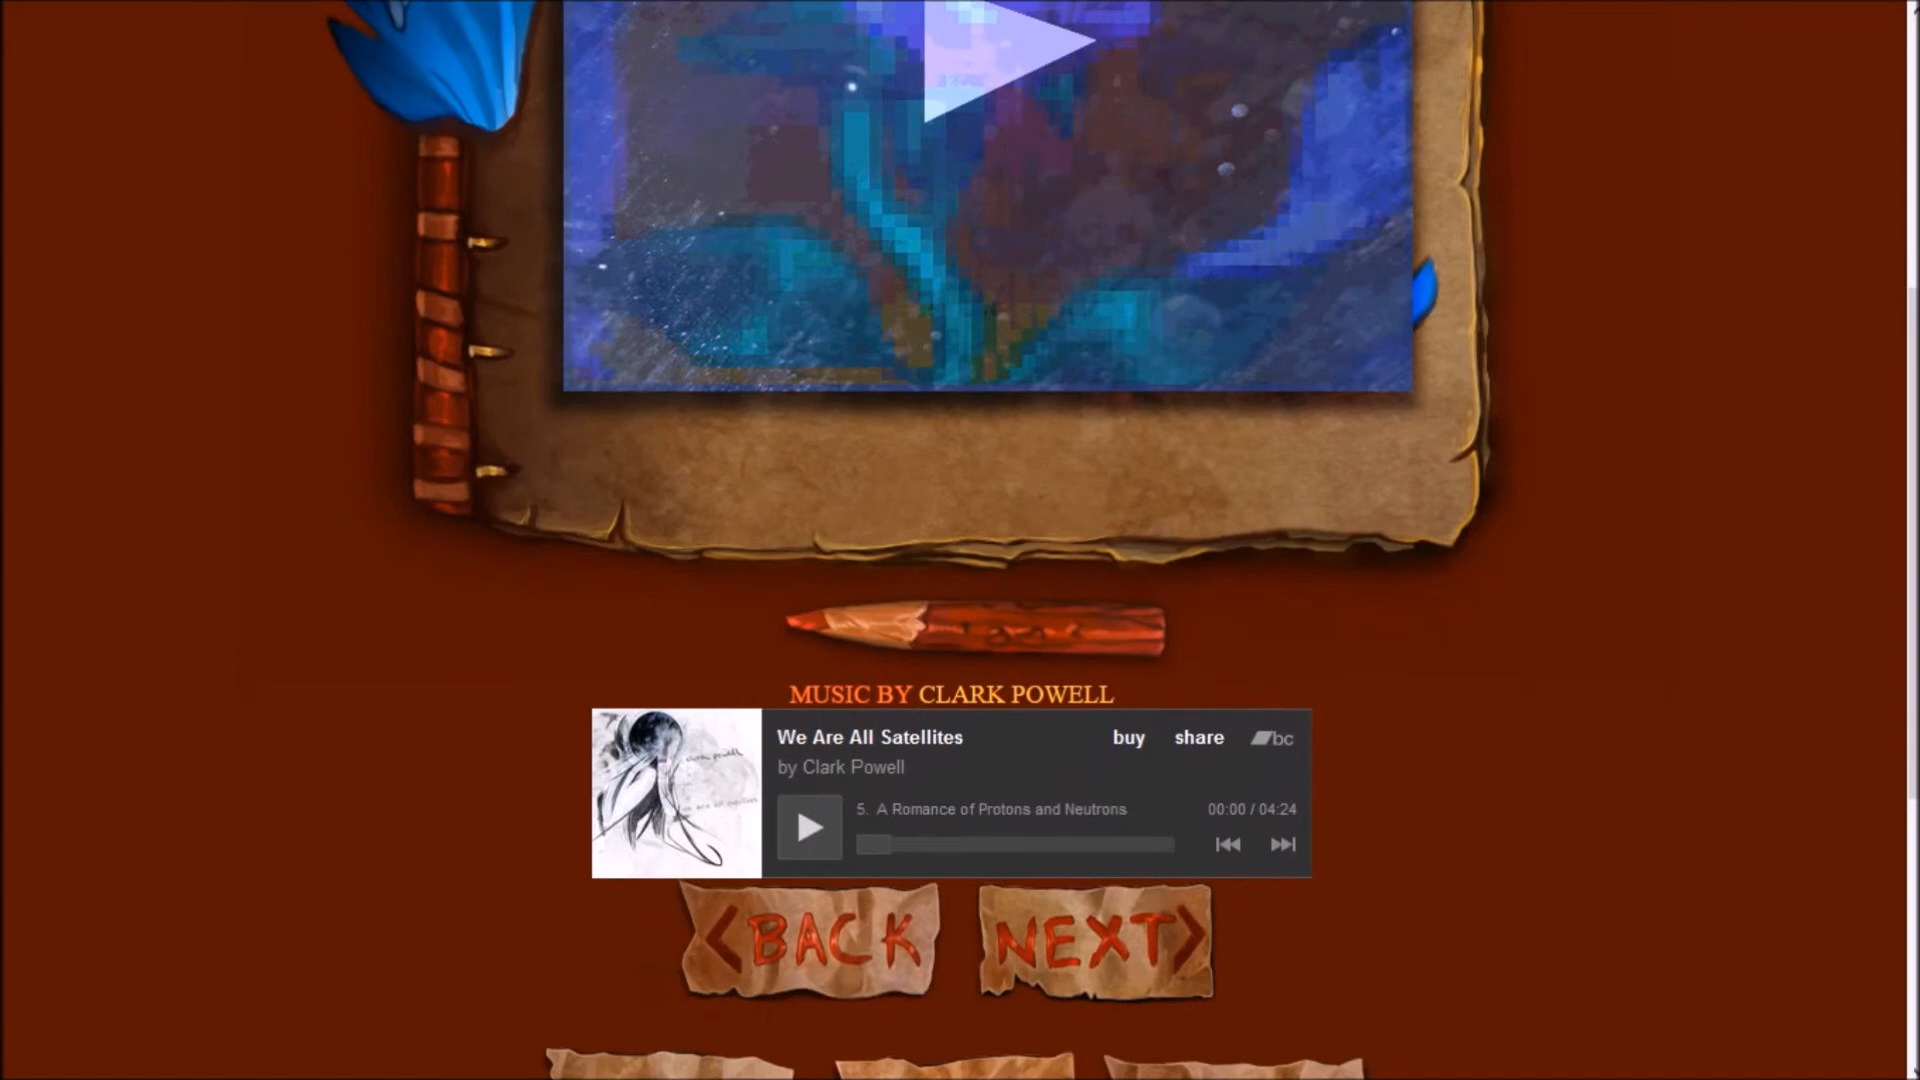 MUSIC BY CLARK POWELL
We Are All Satellites
buy
share
bc
by Clark Powell
5. A Romance of Protons and Neutrons
00:00 / 04:24
<BACK
NEXT>